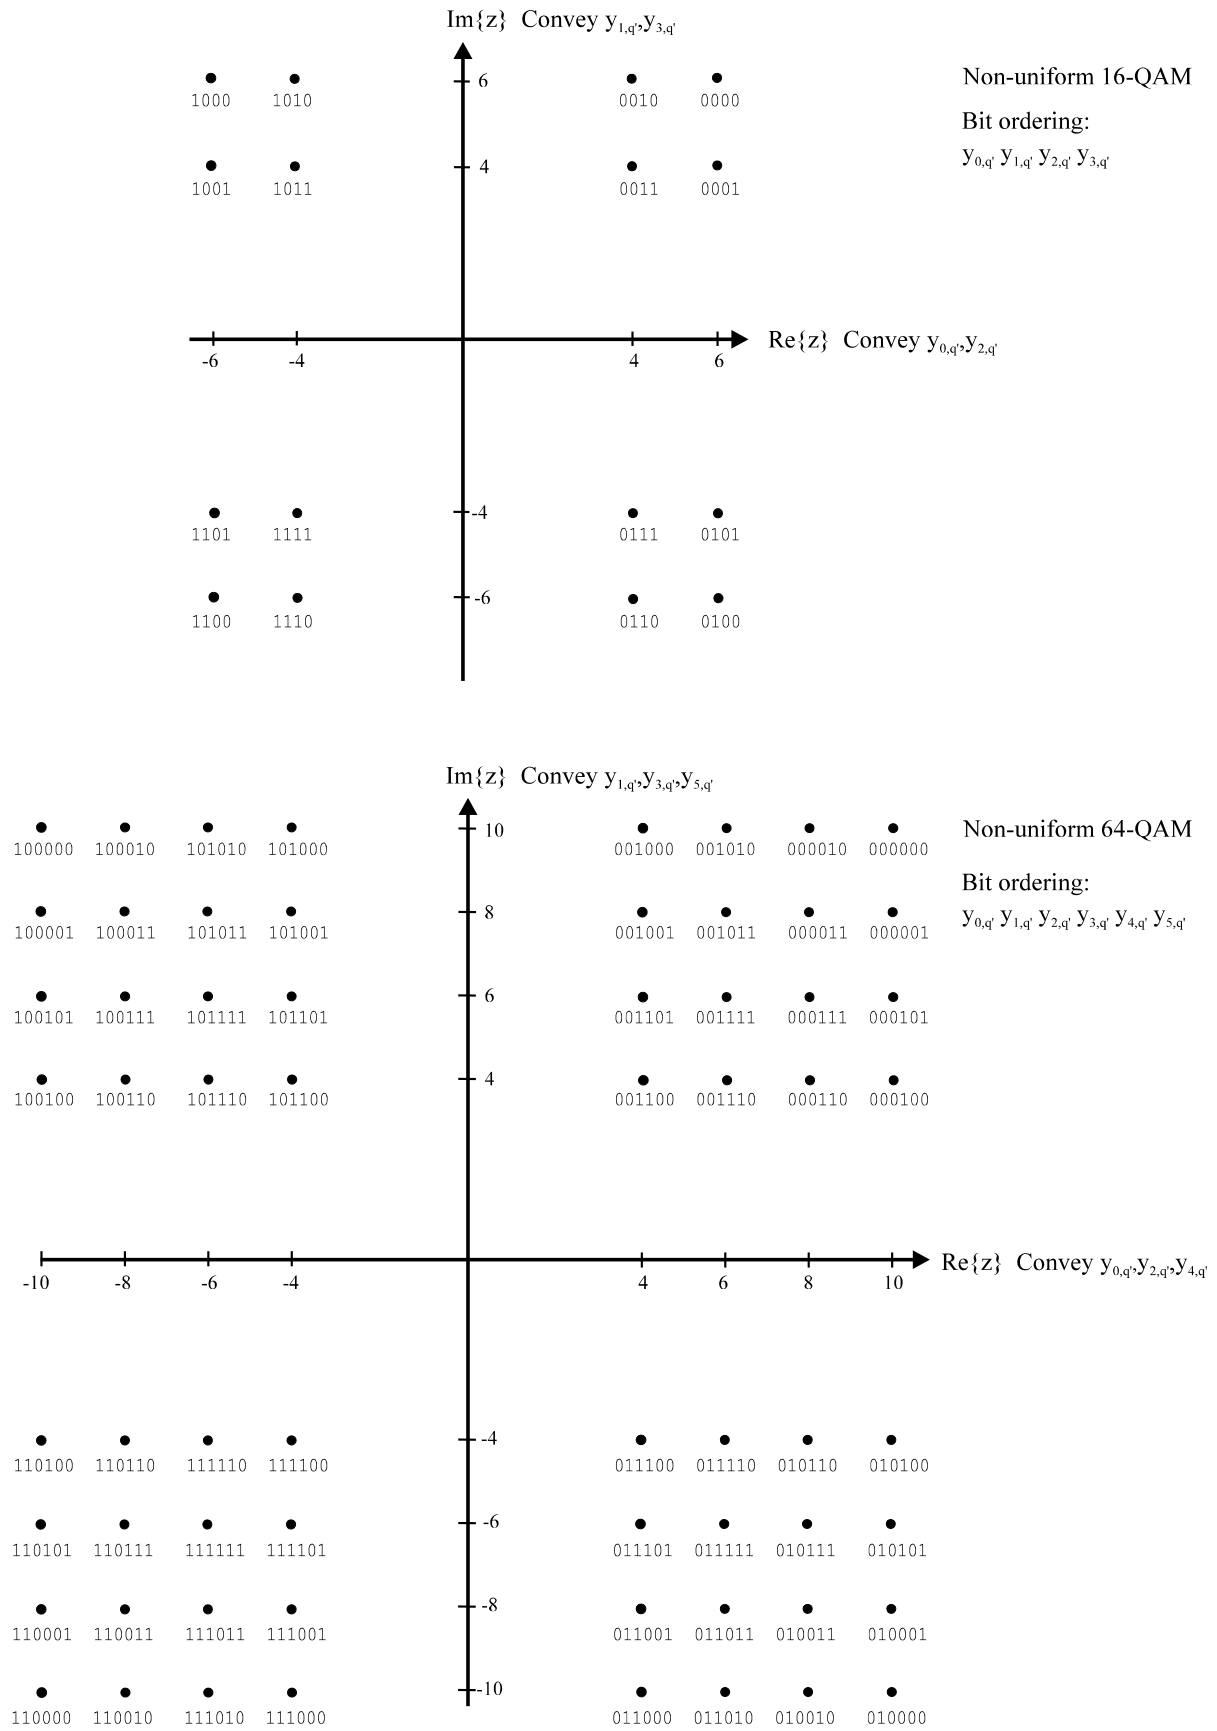 Im{z} Convey y1,q',y3,q'
Non-uniform 16-QAM
Bit ordering:
y0,q' y1,q' y2,q' y3,q'
6
1000 1010 0010 0000
4
1001 1011 0011 0001
Re{z} Convey y0,q',y2,q'
-6 -4 4 6
-4
1101 1111 0111 0101
-6
1100 1110 0110 0100
Im{z} Convey y1,q',y3,q',y5,q'
Non-uniform 64-QAM
Bit ordering:
y0,q' y1,q' y2,q' y3,q' y4,q' y5,q'
10
100000 100010 101010 101000 001000 001010 000010 000000
8
100001 100011 101011 101001 001001 001011 000011 000001
6
100101 100111 101111 101101 001101 001111 000111 000101
4
100100 100110 101110 101100 001100 001110 000110 000100
Re{z} Convey y0,q',y2,q',y4,q'
-10 -8 -6 -4 4 6 8 10
-4
110100 110110 111110 111100 011100 011110 010110 010100
-6
110101 110111 111111 111101 011101 011111 010111 010101
-8
110001 110011 111011 111001 011001 011011 010011 010001
-10
110000 110010 111010 111000 011000 011010 010010 010000